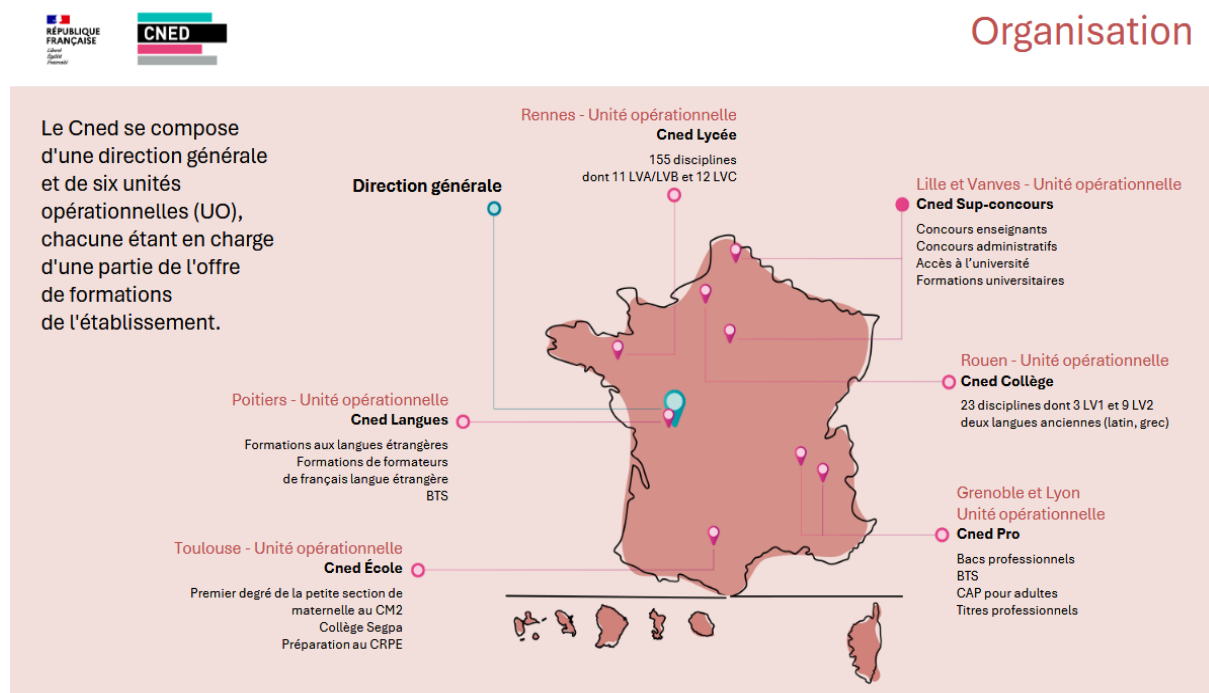 RÉPUBLIQUE
FRANÇAISE
Liberté
Égalité
Fraternité
CNED
Organisation
Le Cned se compose
d'une direction générale
et de six unités
opérationnelles (UO),
chacune étant en charge
d'une partie de l'offre
de formations
de l'établissement.
Direction générale
Rennes - Unité opérationnelle
Cned Lycée
155 disciplines
dont 11 LVA/LVB et 12 LVC
Lille et Vanves - Unité opérationnelle
Cned Sup-concours
Concours enseignants
Concours administratifs
Accès à l'université
Formations universitaires
Rouen - Unité opérationnelle
Cned Collège
23 disciplines dont 3 LV1 et 9 LV2
deux langues anciennes (latin, grec)
Poitiers - Unité opérationnelle
Cned Langues
Formations aux langues étrangères
Formations de formateurs
de français langue étrangère
BTS
Grenoble et Lyon
Unité opérationnelle
Cned Pro
Bacs professionnels
BTS
CAP pour adultes
Titres professionnels
Toulouse - Unité opérationnelle
Cned École
Premier degré de la petite section de
maternelle au CM2
Collège Segpa
Préparation au CRPE